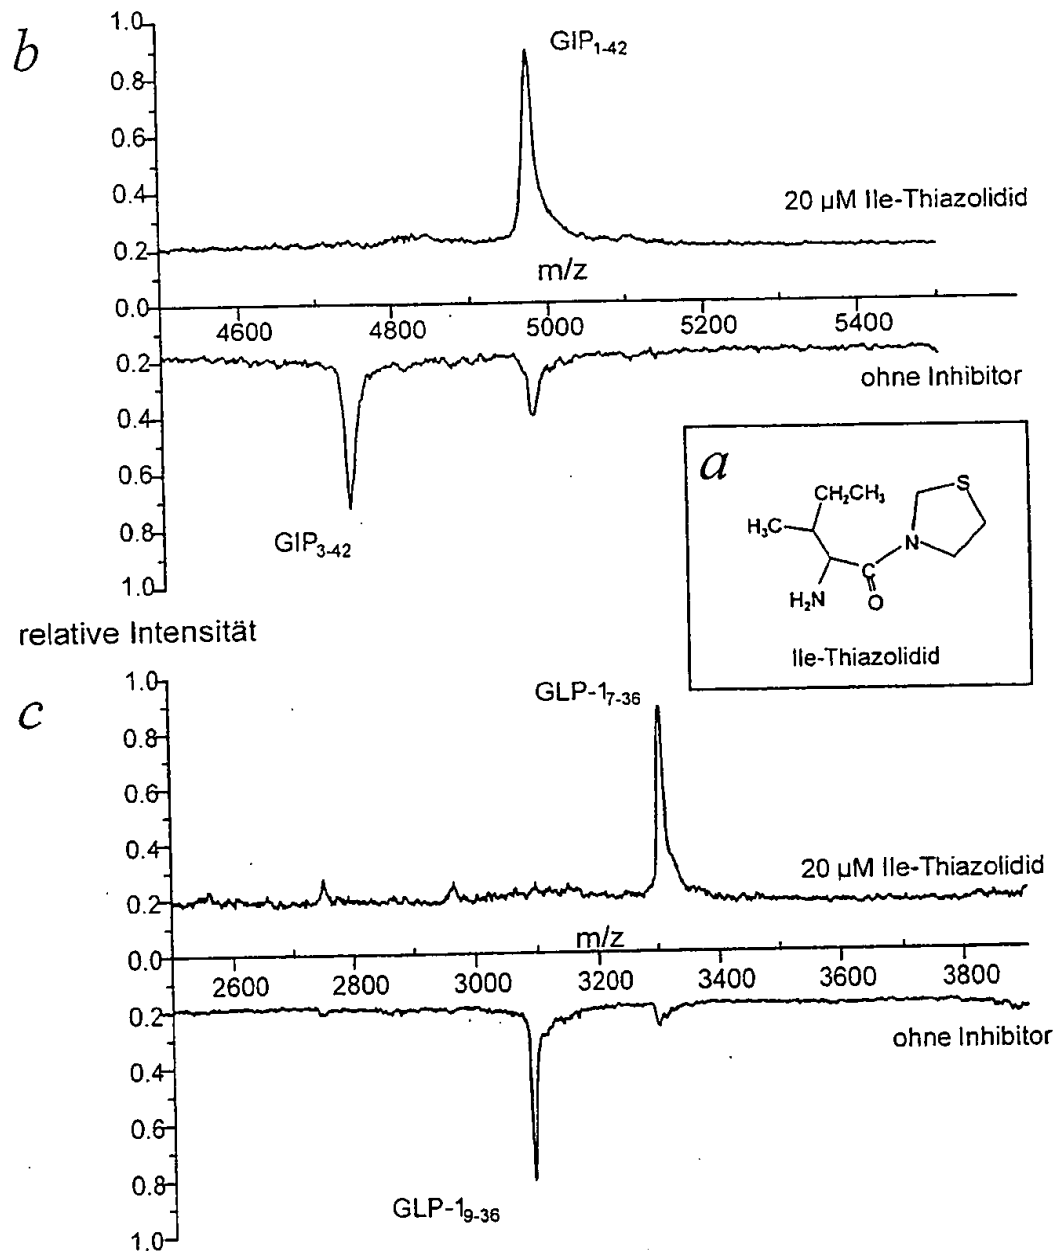 b
1.0
GIP1-42
0.8
0.6
0.4
20 µM Ile-Thiazolidid
0.2
m/z
0.0
4600 4800 5000 5200 5400
0.2
ohne Inhibitor
0.4
0.6
0.8
GIP3-42
1.0
a
S
CH2CH3
H3C
N
C
H2N
O
Ile-Thiazolidid
relative Intensität
c
1.0
GLP-17-36
0.8
0.6
0.4
20 µM Ile-Thiazolidid
0.2
m/z
0.0
2600 2800 3000 3200 3400 3600 3800
0.2
ohne Inhibitor
0.4
0.6
0.8
GLP-19-36
1.0